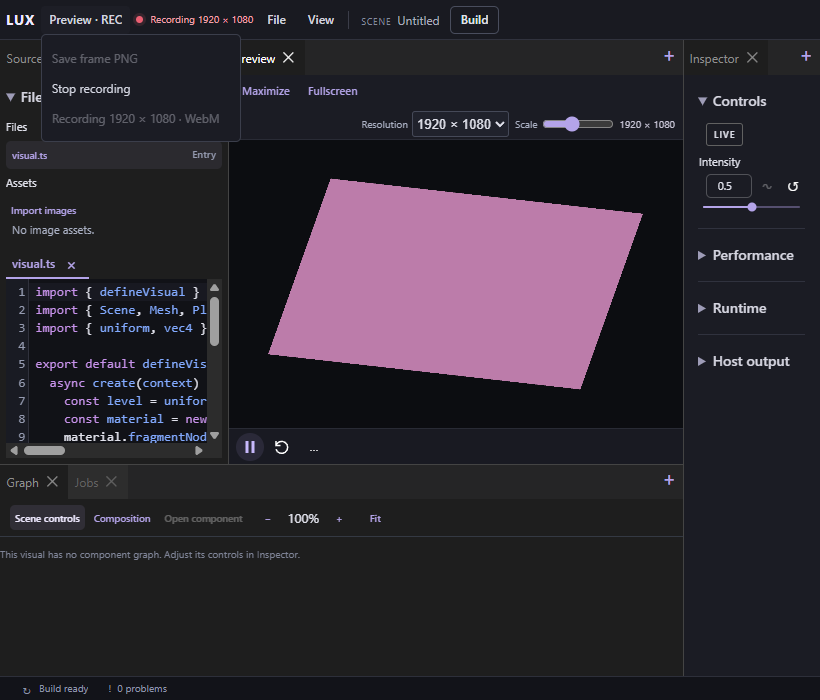 LUX Preview · REC Recording 1920 × 1080 File View SCENE Untitled Build
Source
Save frame PNG
Stop recording
Recording 1920 × 1080 · WebM
review
Inspector
Maximize Fullscreen
Resolution 1920 × 1080 Scale 1920 × 1080
File
Files
visual.ts Entry
Assets
Import images
No image assets.
visual.ts
1 import { defineVisual }
2 import { Scene, Mesh, Pl
3 import { uniform, vec4 }
4
5 export default defineVis
6 async create(context)
7 const level = unifor
8 const material = new
9 material.fragmentNod
...
Controls
LIVE
Intensity
0.5
Performance
Runtime
Host output
Graph Jobs
Scene controls Composition Open component − 100% + Fit
This visual has no component graph. Adjust its controls in Inspector.
Build ready ! 0 problems